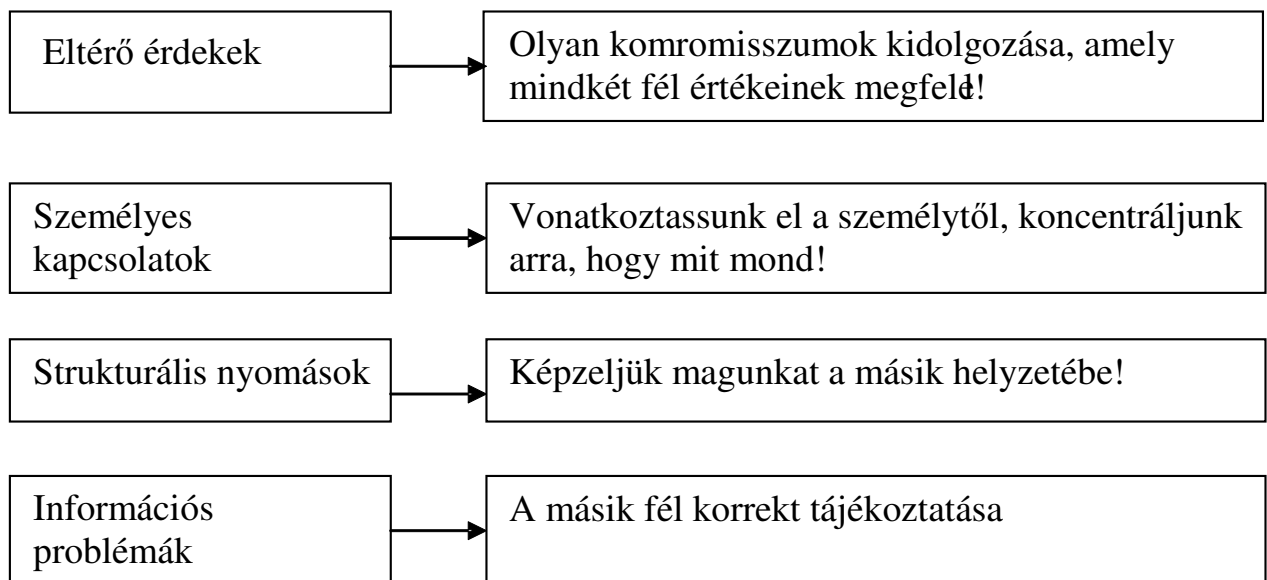 Eltérő érdekek
Olyan komromisszumok kidolgozása, amely
mindkét fél értékeinek megfelel!
Személyes
kapcsolatok
Vonatkoztassunk el a személytől, koncentráljunk
arra, hogy mit mond!
Strukturális nyomások
Képzeljük magunkat a másik helyzetébe!
Információs
problémák
A másik fél korrekt tájékoztatása